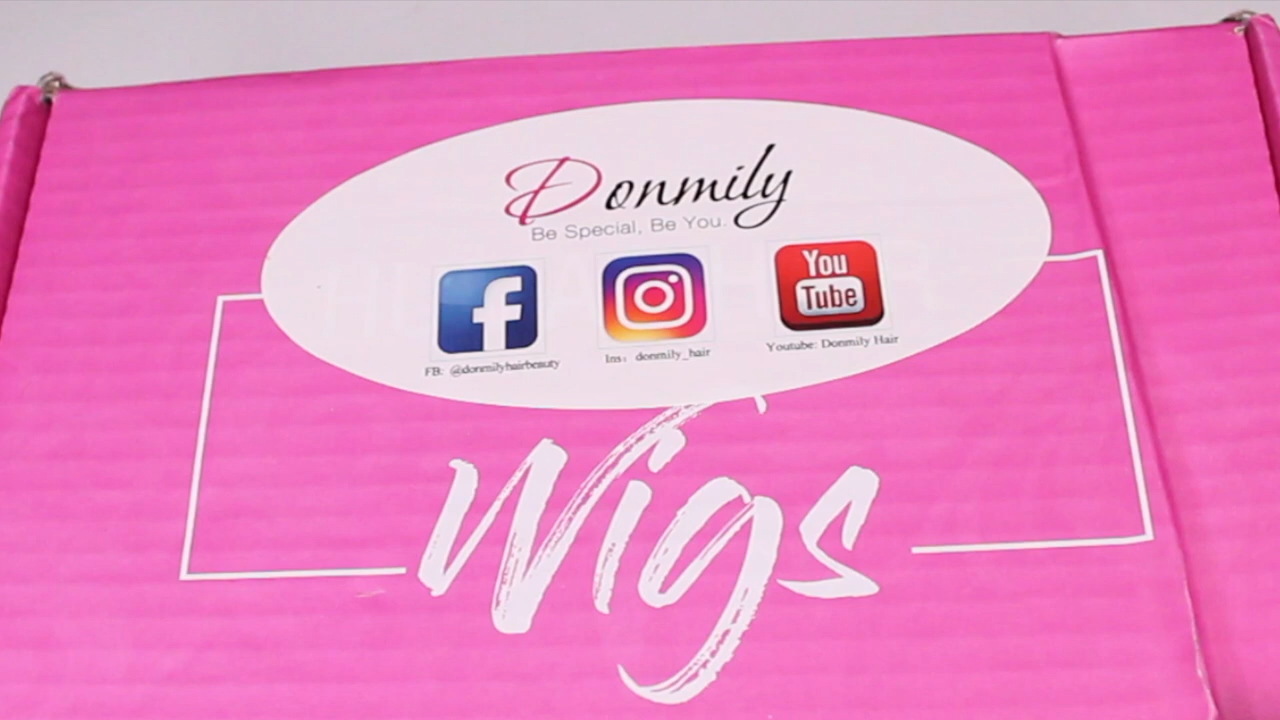 Donmily
Be Special, Be You.
You
Tube
FB: @donmilyhairbeauty
Ins: donmily_hair
Youtube: Donmily Hair
Wigs